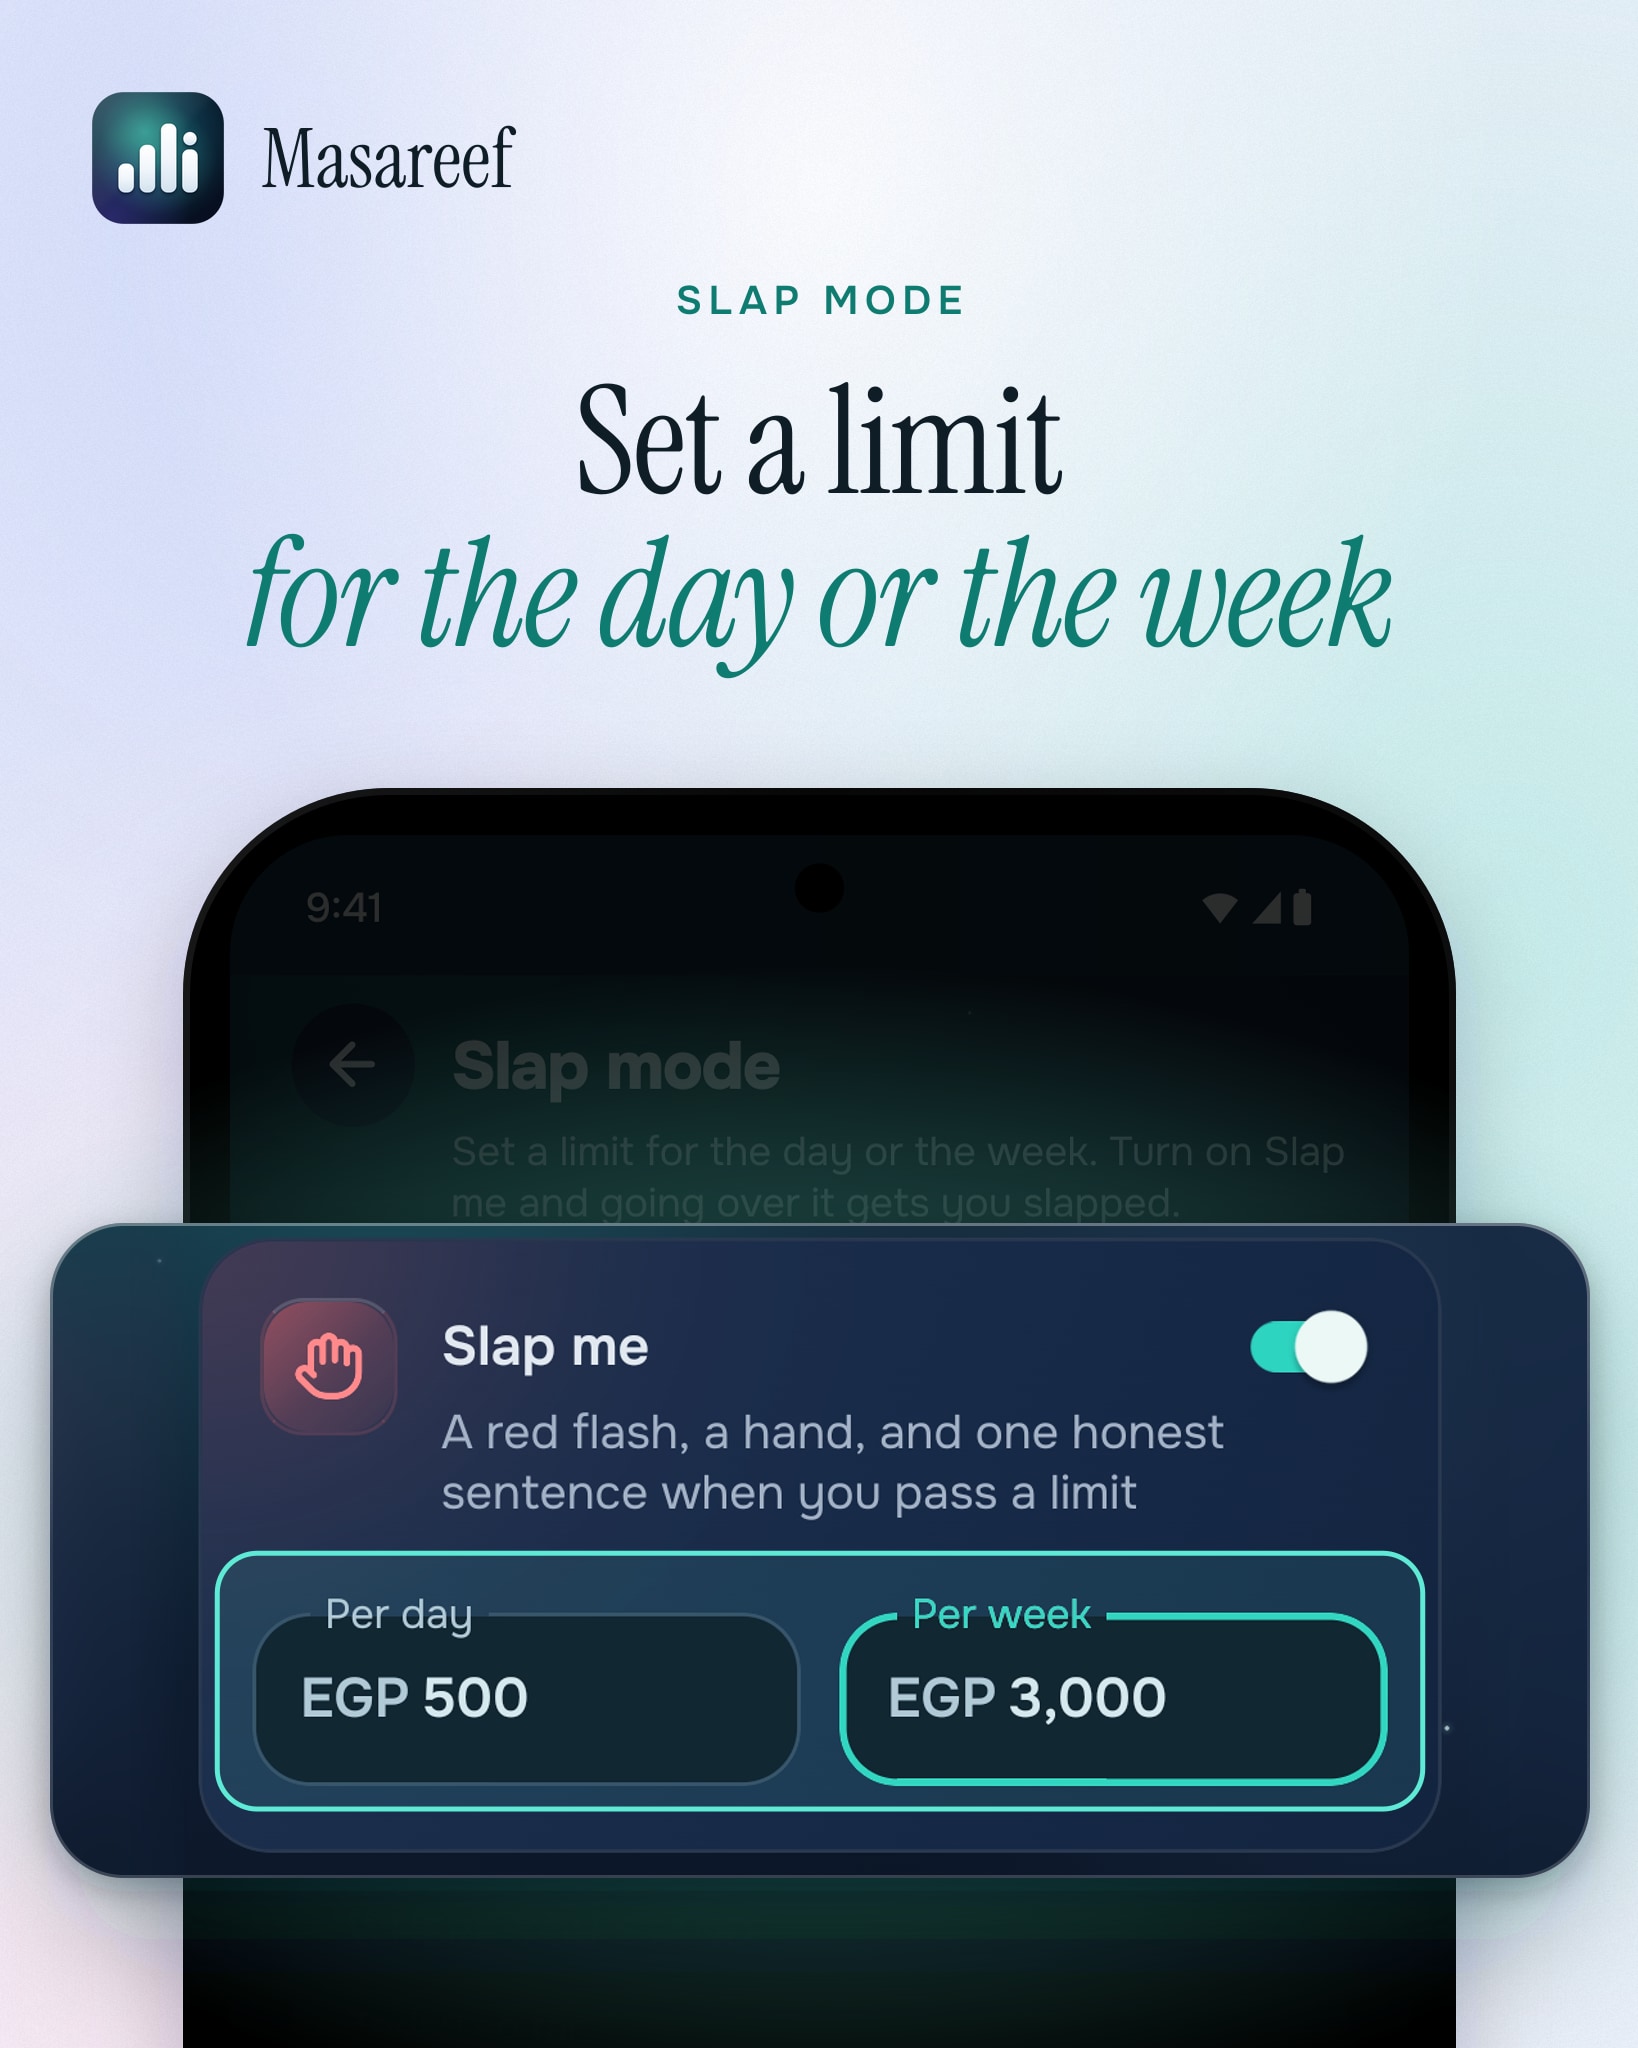 Masareef
SLAP MODE
Set a limit
for the day or the week
9:41
Slap mode
Set a limit for the day or the week. Turn on Slap
me and going over it gets you slapped.
Slap me
A red flash, a hand, and one honest
sentence when you pass a limit
Per day
EGP 500
Per week
EGP 3,000